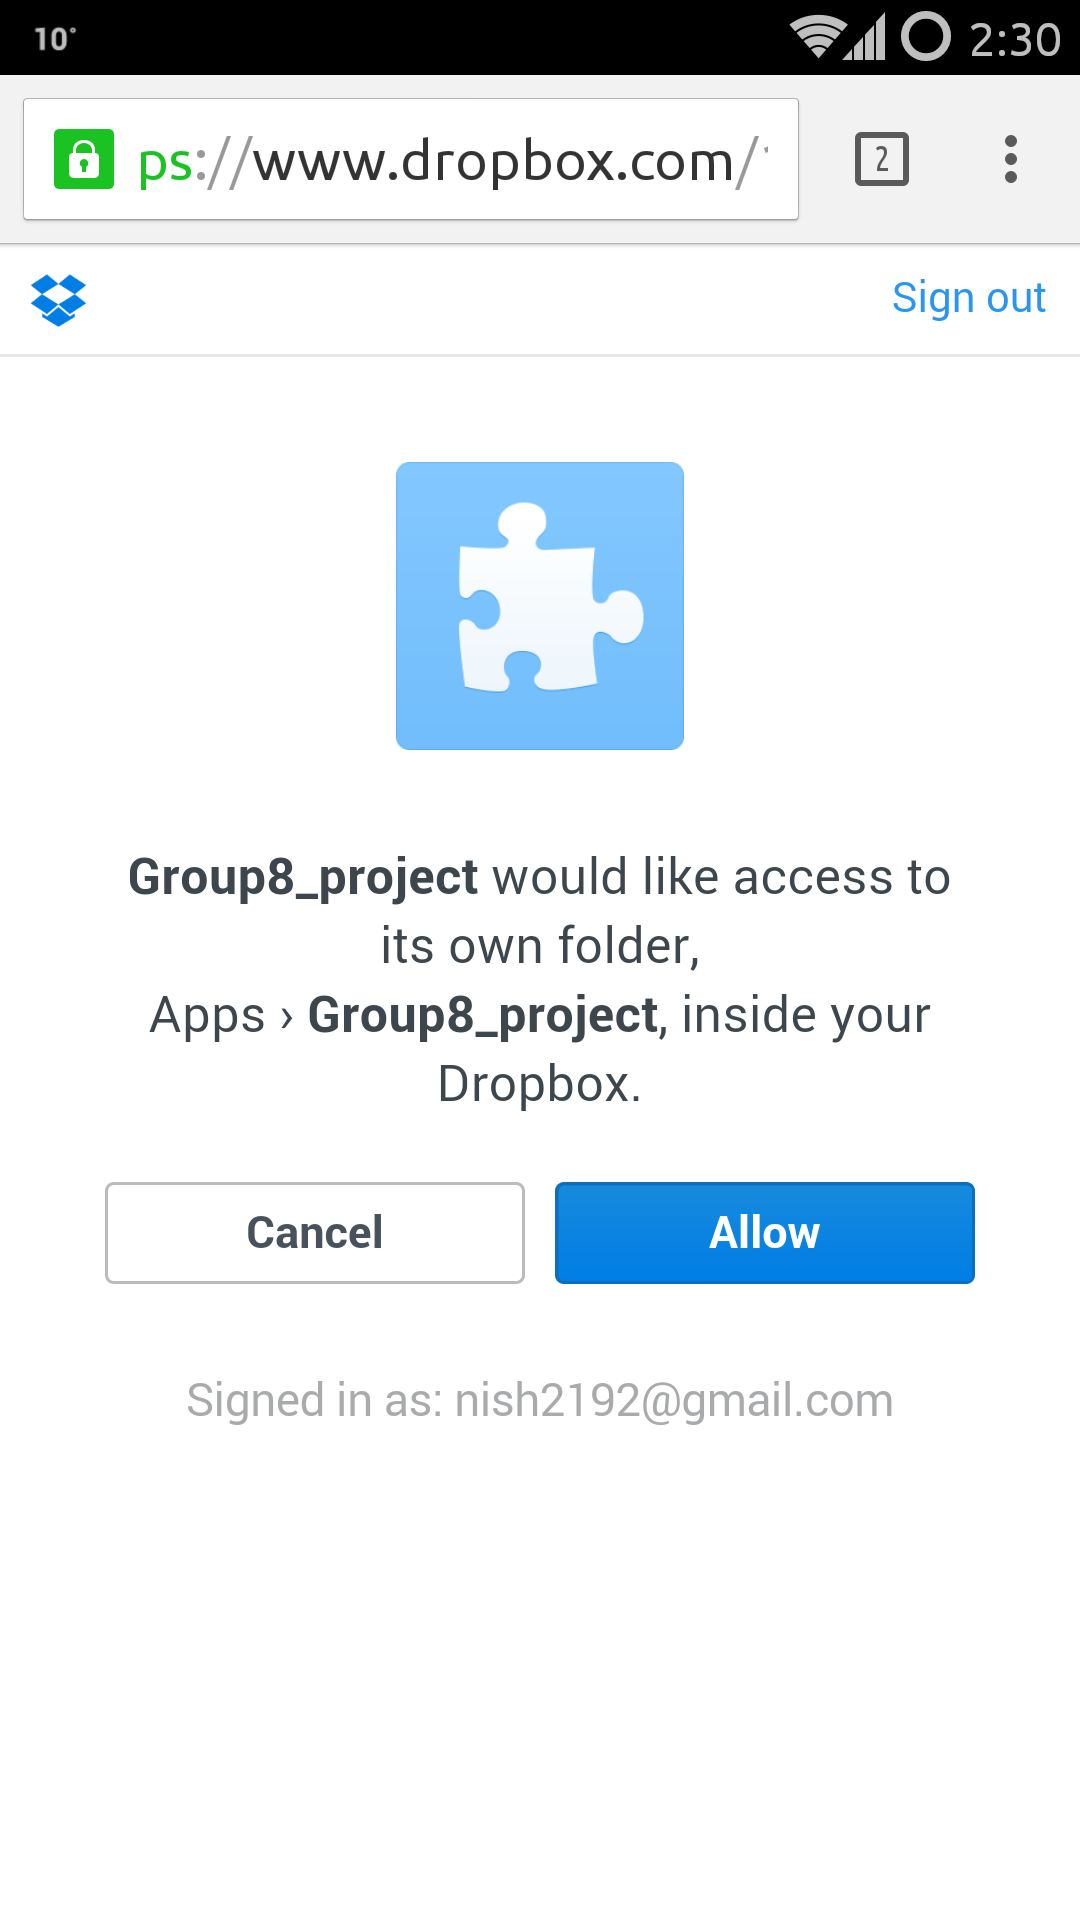 10°
2:30
ps://www.dropbox.com/
2
Sign out
Group8_project would like access to
its own folder,
Apps › Group8_project, inside your
Dropbox.
Cancel
Allow
Signed in as: nish2192@gmail.com